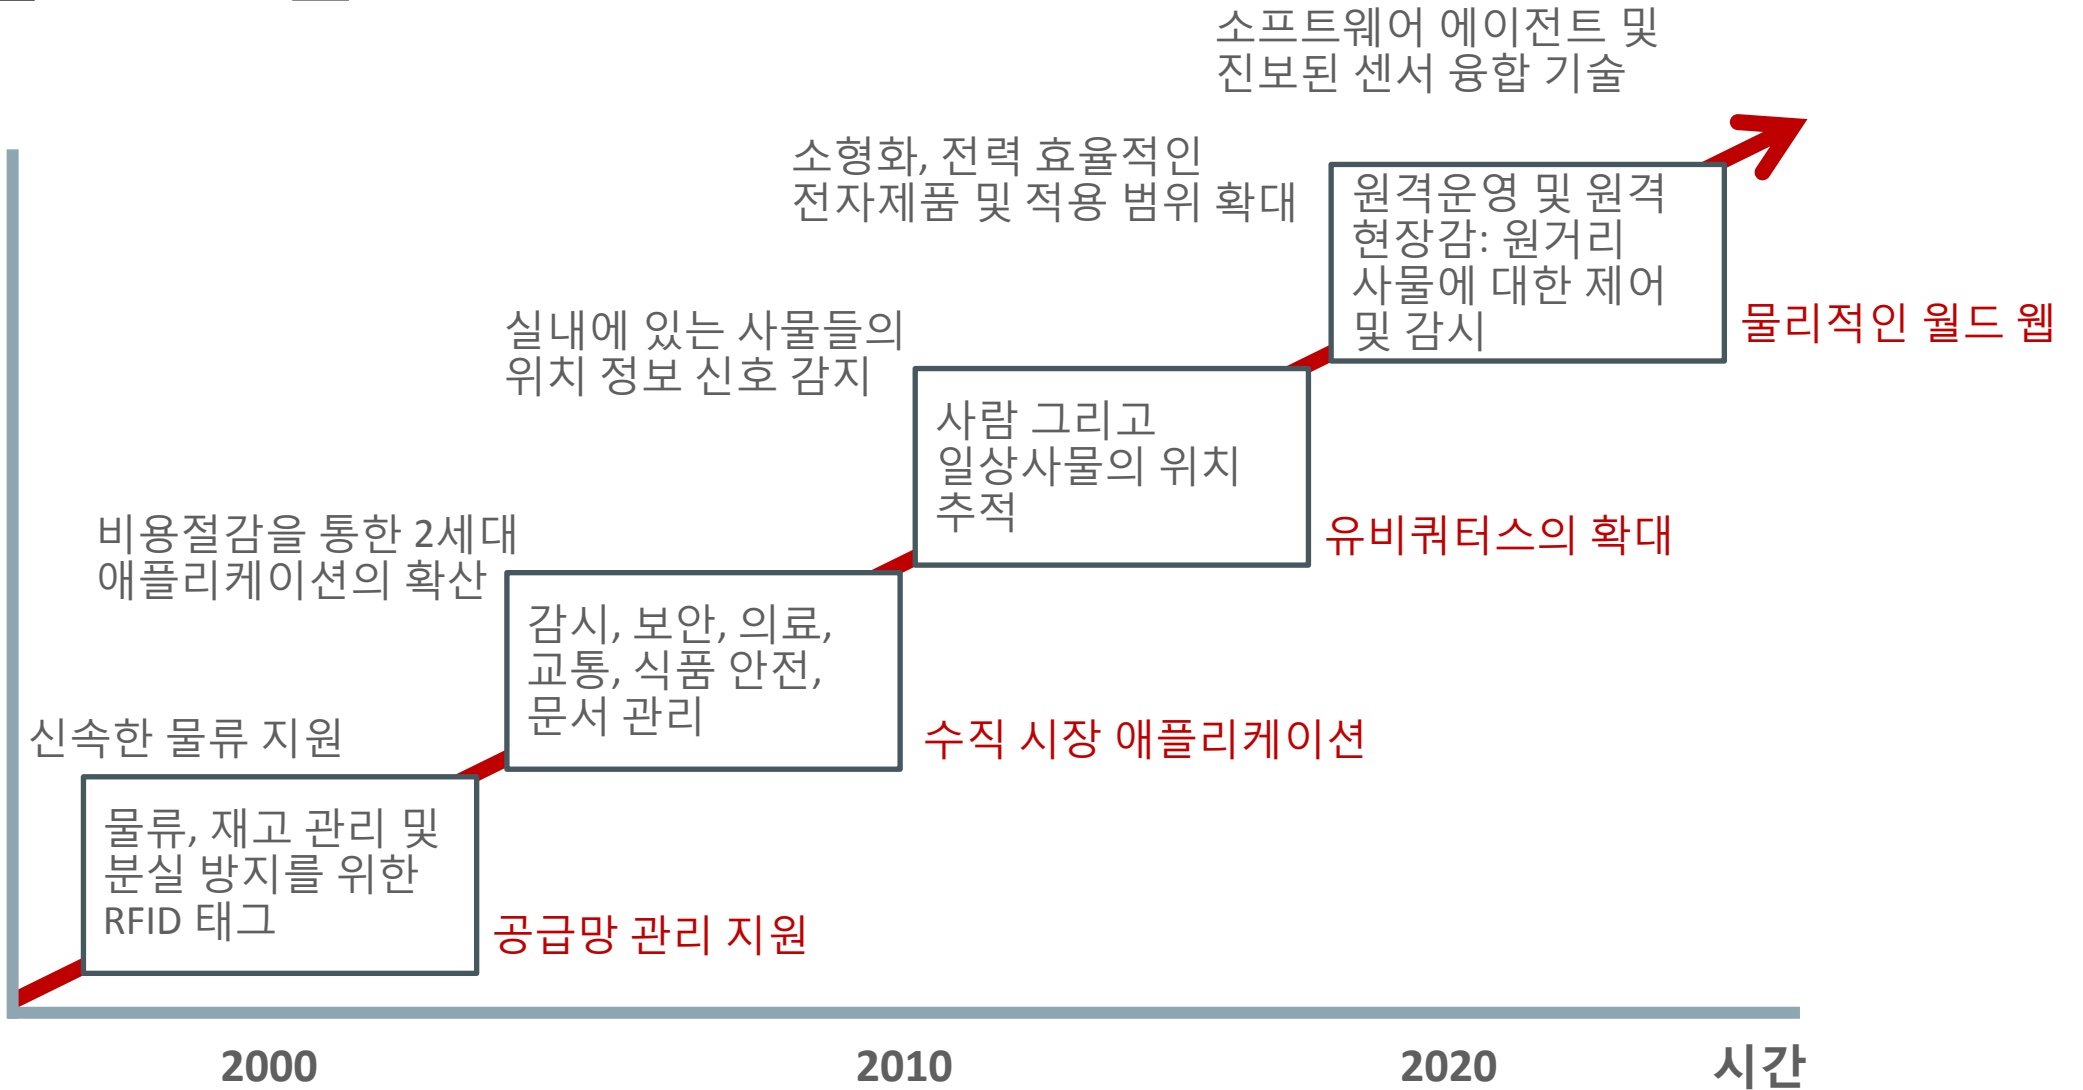 소프트웨어 에이전트 및
진보된 센서 융합 기술
소형화, 전력 효율적인
전자제품 및 적용 범위 확대
원격운영 및 원격
현장감: 원거리
사물에 대한 제어
및 감시
물리적인 월드 웹
실내에 있는 사물들의
위치 정보 신호 감지
사람 그리고
일상사물의 위치
추적
유비쿼터스의 확대
비용절감을 통한 2세대
애플리케이션의 확산
감시, 보안, 의료,
교통, 식품 안전,
문서 관리
수직 시장 애플리케이션
신속한 물류 지원
물류, 재고 관리 및
분실 방지를 위한
RFID 태그
공급망 관리 지원
2000 2010 2020 시간